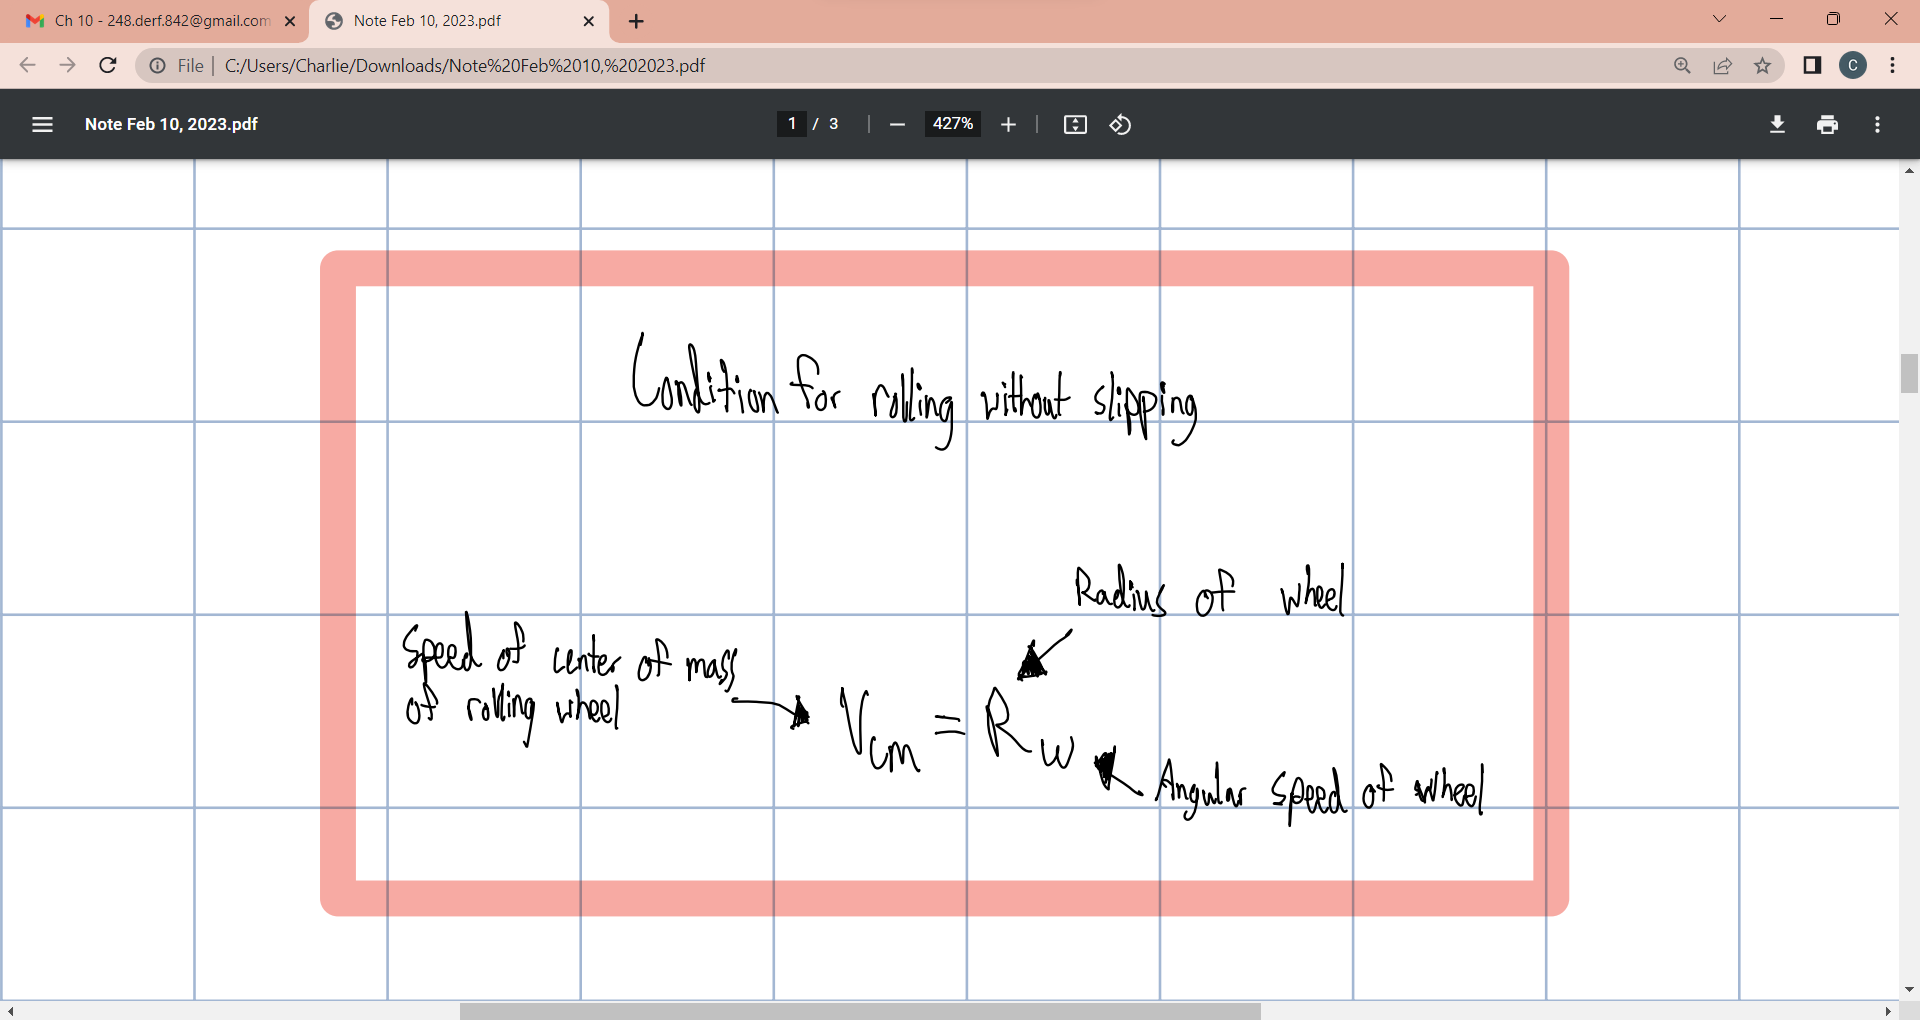 Ch 10 - 248.derf.842@gmail.com
Note Feb 10, 2023.pdf
File
C:/Users/Charlie/Downloads/Note%20Feb%2010,%202023.pdf
C
Note Feb 10, 2023.pdf
1 / 3
427%
Condition for rolling without slipping
Radius of wheel
Speed of center of mass
of rolling wheel
Vcm = Rω
Angular speed of wheel